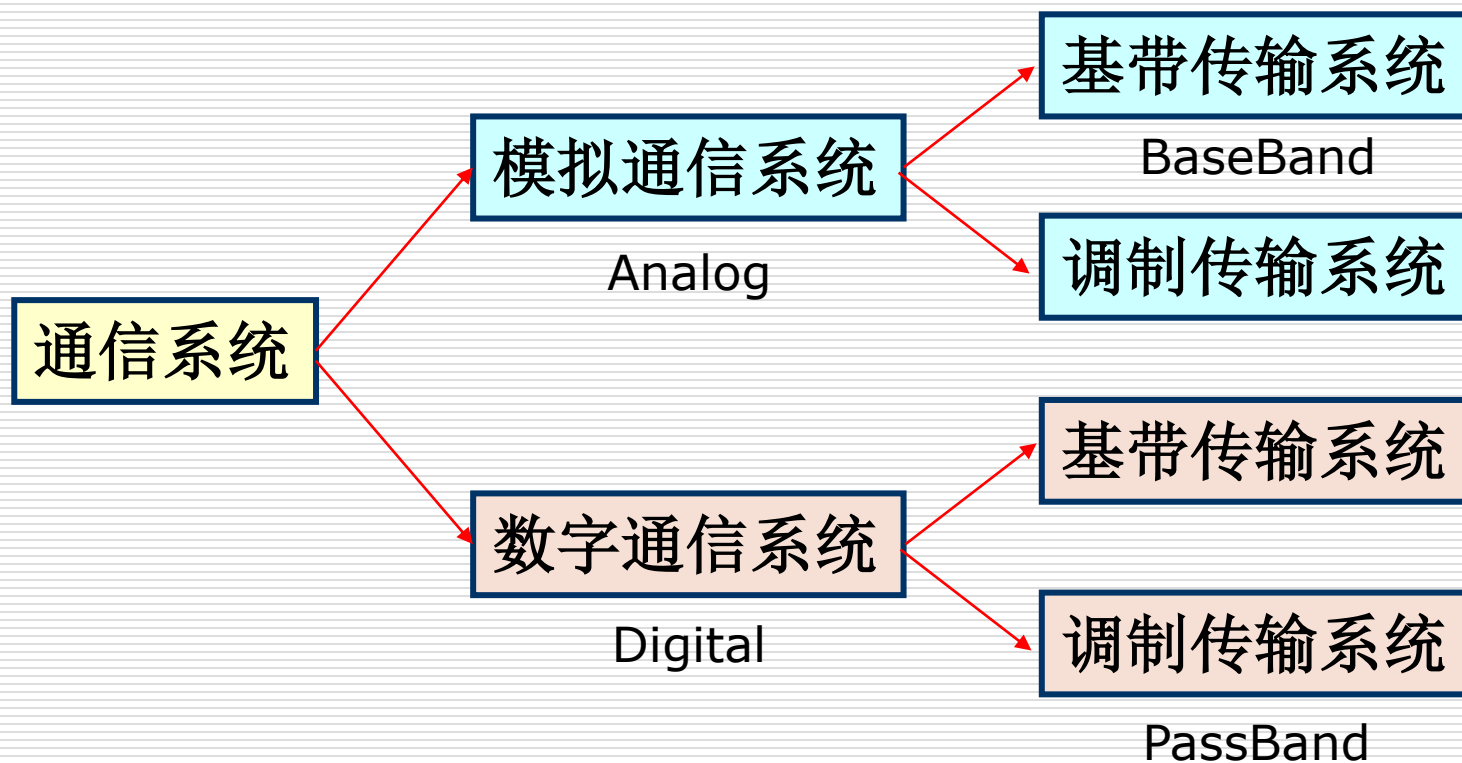 基带传输系统
BaseBand
模拟通信系统
Analog
调制传输系统
通信系统
基带传输系统
数字通信系统
Digital
调制传输系统
PassBand